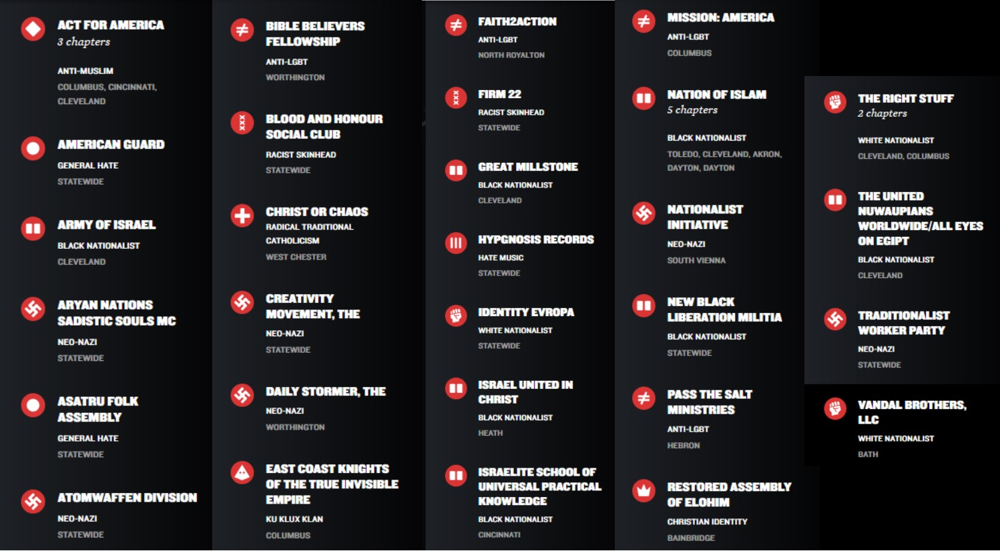 ACT FOR AMERICA
3 chapters
ANTI-MUSLIM
COLUMBUS, CINCINNATI,
CLEVELAND
AMERICAN GUARD
GENERAL HATE
STATEWIDE
ARMY OF ISRAEL
BLACK NATIONALIST
CLEVELAND
ARYAN NATIONS
SADISTIC SOULS MC
NEO-NAZI
STATEWIDE
ASATRU FOLK
ASSEMBLY
GENERAL HATE
STATEWIDE
ATOMWAFFEN DIVISION
NEO-NAZI
STATEWIDE
BIBLE BELIEVERS
FELLOWSHIP
ANTI-LGBT
WORTHINGTON
BLOOD AND HONOUR
SOCIAL CLUB
RACIST SKINHEAD
STATEWIDE
CHRIST OR CHAOS
RADICAL TRADITIONAL
CATHOLICISM
WEST CHESTER
CREATIVITY
MOVEMENT, THE
NEO-NAZI
STATEWIDE
DAILY STORMER, THE
NEO-NAZI
WORTHINGTON
EAST COAST KNIGHTS
OF THE TRUE INVISIBLE
EMPIRE
KU KLUX KLAN
COLUMBUS
FAITH2ACTION
ANTI-LGBT
NORTH ROYALTON
FIRM 22
RACIST SKINHEAD
STATEWIDE
GREAT MILLSTONE
BLACK NATIONALIST
CLEVELAND
HYPGNOSIS RECORDS
HATE MUSIC
STATEWIDE
IDENTITY EVROPA
WHITE NATIONALIST
STATEWIDE
ISRAEL UNITED IN
CHRIST
BLACK NATIONALIST
HEATH
ISRAELITE SCHOOL OF
UNIVERSAL PRACTICAL
KNOWLEDGE
BLACK NATIONALIST
CINCINNATI
MISSION: AMERICA
ANTI-LGBT
COLUMBUS
NATION OF ISLAM
5 chapters
BLACK NATIONALIST
TOLEDO, CLEVELAND, AKRON,
DAYTON, DAYTON
NATIONALIST
INITIATIVE
NEO-NAZI
SOUTH VIENNA
NEW BLACK
LIBERATION MILITIA
BLACK NATIONALIST
STATEWIDE
PASS THE SALT
MINISTRIES
ANTI-LGBT
HEBRON
RESTORED ASSEMBLY
OF ELOHIM
CHRISTIAN IDENTITY
BAINBRIDGE
THE RIGHT STUFF
2 chapters
WHITE NATIONALIST
CLEVELAND, COLUMBUS
THE UNITED
NUWAUPIANS
WORLDWIDE/ALL EYES
ON EGIPT
BLACK NATIONALIST
CLEVELAND
TRADITIONALIST
WORKER PARTY
NEO-NAZI
STATEWIDE
VANDAL BROTHERS,
LLC
WHITE NATIONALIST
BATH